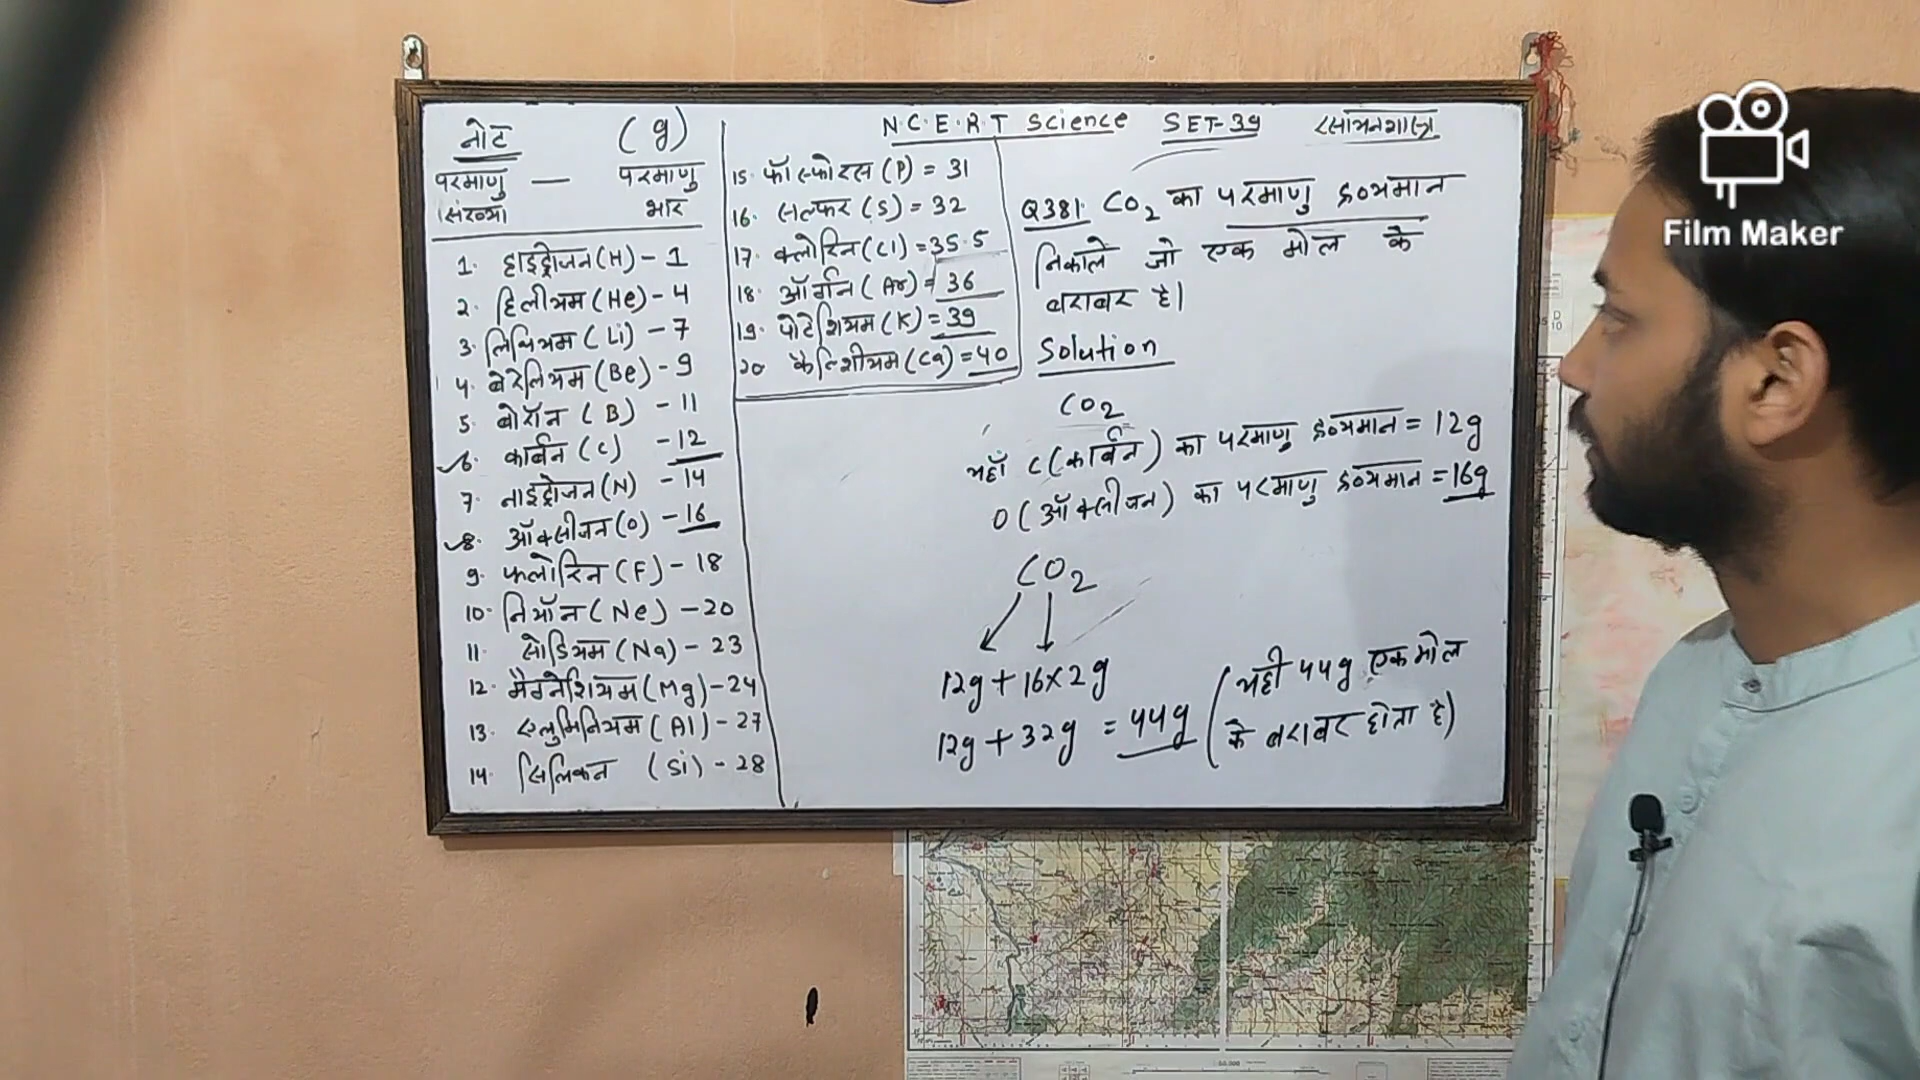 नोट (g)
परमाणु — परमाणु
संख्या भार
1. हाइड्रोजन (H) - 1
2. हिलीयम (He) - 4
3. लिथियम (Li) - 7
4. बेरेलियम (Be) - 9
5. बोरॉन (B) - 11
6. कार्बन (C) - 12
7. नाइट्रोजन (N) - 14
8. ऑक्सीजन (O) - 16
9. फ्लोरिन (F) - 18
10. नियॉन (Ne) - 20
11. सोडियम (Na) - 23
12. मैग्नेशियम (Mg) - 24
13. एलुमिनियम (Al) - 27
14. सिलिकन (Si) - 28
15. फॉस्फोरस (P) = 31
16. सल्फर (S) = 32
17. क्लोरिन (Cl) = 35.5
18. ऑर्गन (Ar) = 36
19. पोटेशियम (K) = 39
20 कैल्शीयम (Ca) = 40
N.C.E.R.T Science SET-39 रसायनशास्त्र
Q381. CO2 का परमाणु द्रव्यमान
निकाले जो एक मोल के
बराबर है।
Solution
CO2
यहाँ C (कार्बन) का परमाणु द्रव्यमान = 12g
O (ऑक्सीजन) का परमाणु द्रव्यमान = 16g
CO2
12g + 16×2g
12g + 32g = 44g (यही 44g एक मोल
के बराबर होता है)
Film Maker